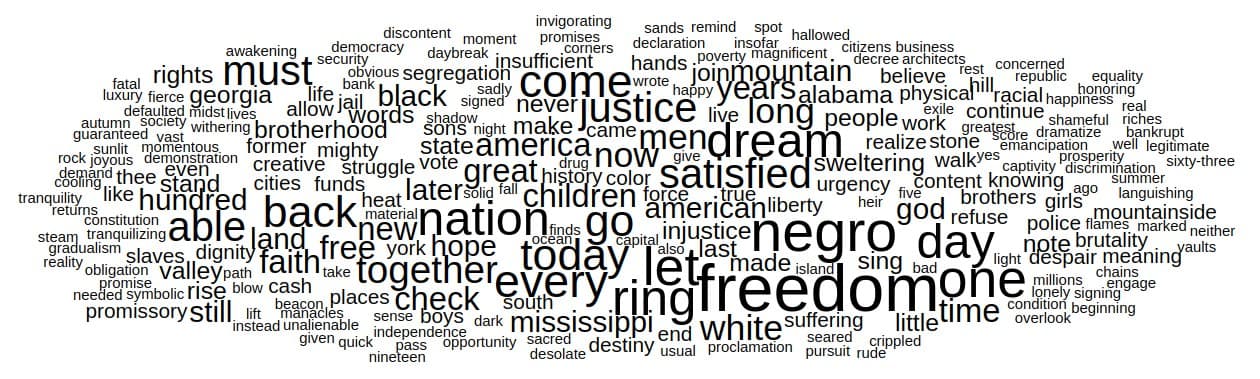 invigorating
discontent moment promises sands remind spot hallowed
awakening democracy daybreak corners declaration insofar citizens business
security obvious segregation insufficient hands poverty magnificent decree architects
rights must come wrote join mountain believe rest concerned
fatal luxury fierce georgia life bank black sadly signed never justice happy years alabama physical hill republic equality
racial happiness honoring
defaulted midst lives allow jail words shadow live long people exile continue real
autumn society withering brotherhood sons night make came men dream work greatest shameful riches
guaranteed vast score dramatize bankrupt
sunlit momentous former mighty state america now give realize stone emancipation well legitimate
rock joyous demonstration creative struggle vote great history drug color satisfied sweltering walk yes captivity prosperity sixty-three
demand thee even discrimination
cooling stand cities funds heat later solid fall children force true urgency content knowing summer
tranquility like hundred five ago languishing
returns back material new nation finds go american liberty heir god brothers girls mountainside
constitution able refuse
steam tranquilizing land free york hope ocean capital injustice negro day police flames marked neither
gradualism slaves dignity today also last note brutality vaults
reality faith together let made island sing bad light despair meaning
obligation valley path take every freedom one millions chains
promise engage
needed symbolic rise blow cash places check south ring lonely signing
promissory still lift beacon manacles sense boys dark mississippi white suffering little time condition beginning
instead unalienable overlook
given quick independence opportunity sacred end seared crippled
pass desolate destiny usual proclamation pursuit rude
nineteen